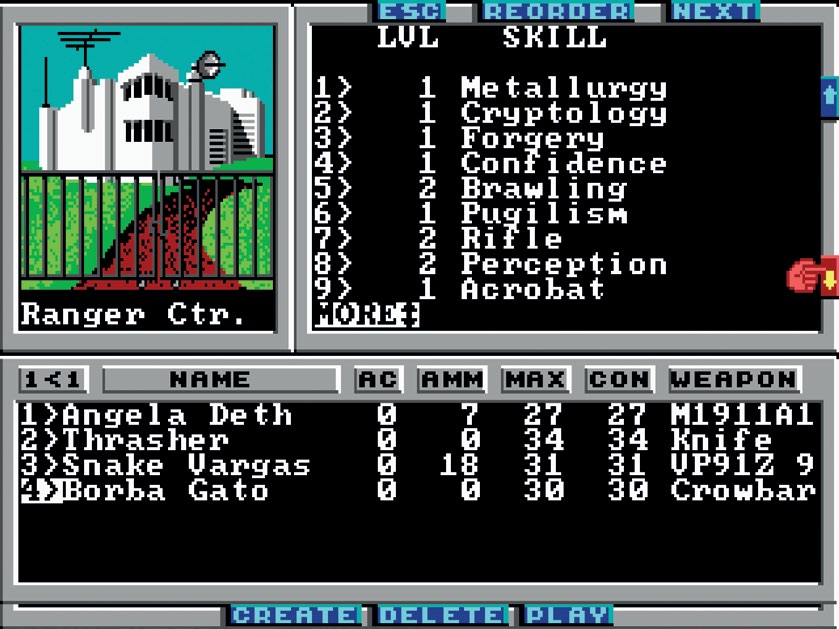 ESC REORDER NEXT
LVL SKILL
1> 1 Metallurgy
2> 1 Cryptology
3> 1 Forgery
4> 1 Confidence
5> 2 Brawling
6> 1 Pugilism
7> 2 Rifle
8> 2 Perception
9> 1 Acrobat
MORE
Ranger Ctr.
1<1 NAME AC AMM MAX CON WEAPON
1>Angela Deth 0 7 27 27 M1911A1
2>Thrasher 0 0 34 34 Knife
3>Snake Vargas 0 18 31 31 VP91Z 9
4>Borba Gato 0 0 30 30 Crowbar
CREATE DELETE PLAY